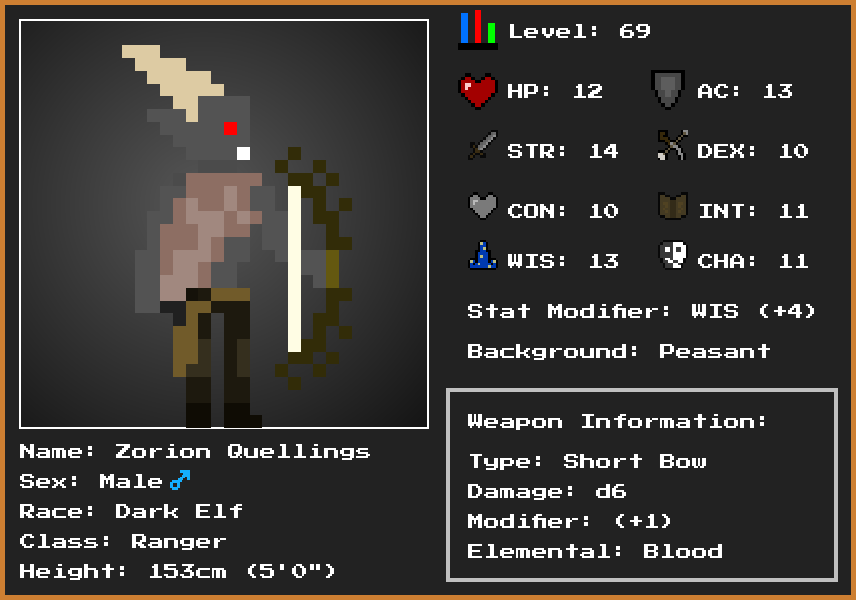 Level: 69
HP: 12 AC: 13
STR: 14 DEX: 10
CON: 10 INT: 11
WIS: 13 CHA: 11
Stat Modifier: WIS (+4)
Background: Peasant
Weapon Information:
Type: Short Bow
Damage: d6
Modifier: (+1)
Elemental: Blood
Name: Zorion Quellings
Sex: Male ♂
Race: Dark Elf
Class: Ranger
Height: 153cm (5'0")